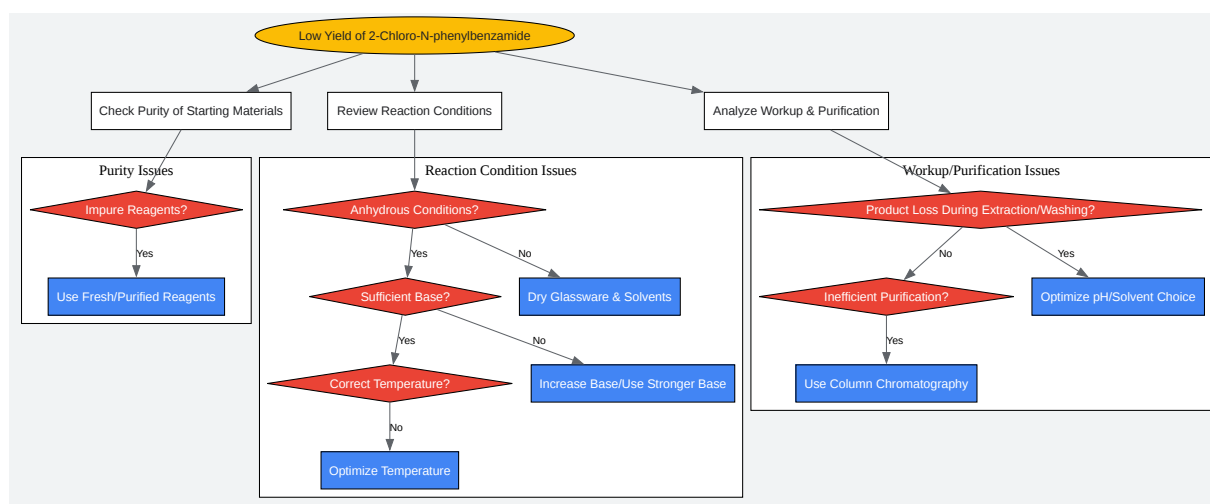 Low Yield of 2-Chloro-N-phenylbenzamide
Check Purity of Starting Materials
Review Reaction Conditions
Analyze Workup & Purification
Purity Issues
Reaction Condition Issues
Workup/Purification Issues
Impure Reagents?
Anhydrous Conditions?
Product Loss During Extraction/Washing?
Yes
Yes
No
No
Yes
Use Fresh/Purified Reagents
Sufficient Base?
Dry Glassware & Solvents
Inefficient Purification?
Optimize pH/Solvent Choice
Yes
No
Yes
Correct Temperature?
Increase Base/Use Stronger Base
Use Column Chromatography
No
Optimize Temperature